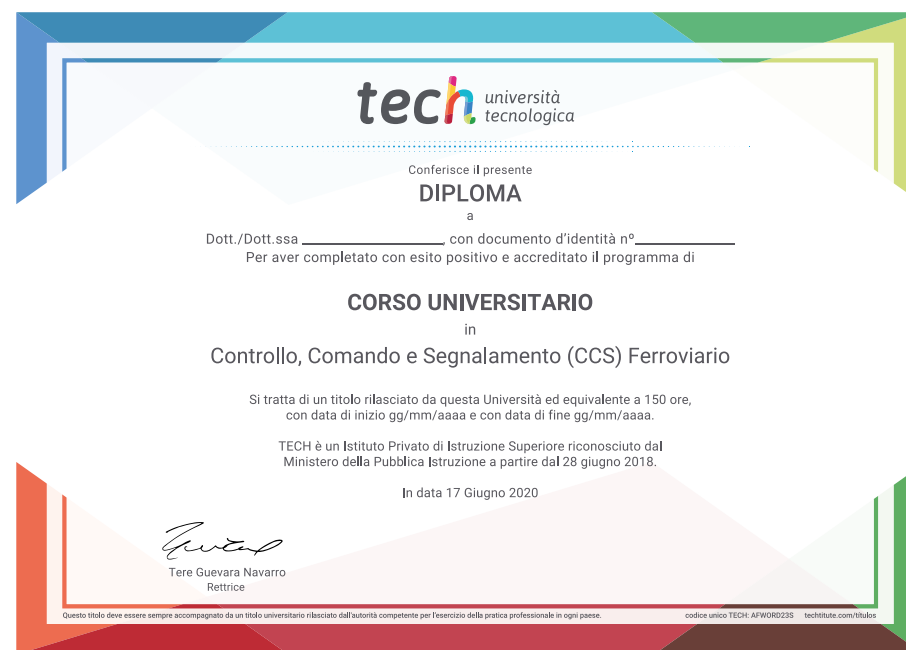 tech università
tecnologica
Conferisce il presente
DIPLOMA
a
Dott./Dott.ssa ____________________, con documento d'identità nº______________
Per aver completato con esito positivo e accreditato il programma di
CORSO UNIVERSITARIO
in
Controllo, Comando e Segnalamento (CCS) Ferroviario
Si tratta di un titolo rilasciato da questa Università ed equivalente a 150 ore,
con data di inizio gg/mm/aaaa e con data di fine gg/mm/aaaa.
TECH è un Istituto Privato di Istruzione Superiore riconosciuto dal
Ministero della Pubblica Istruzione a partire dal 28 giugno 2018.
In data 17 Giugno 2020
Tere Guevara Navarro
Rettrice
Questo titolo deve essere sempre accompagnato da un titolo universitario rilasciato dall'autorità competente per l'esercizio della pratica professionale in ogni paese. codice unico TECH: AFWORD23S techtitute.com/titulos